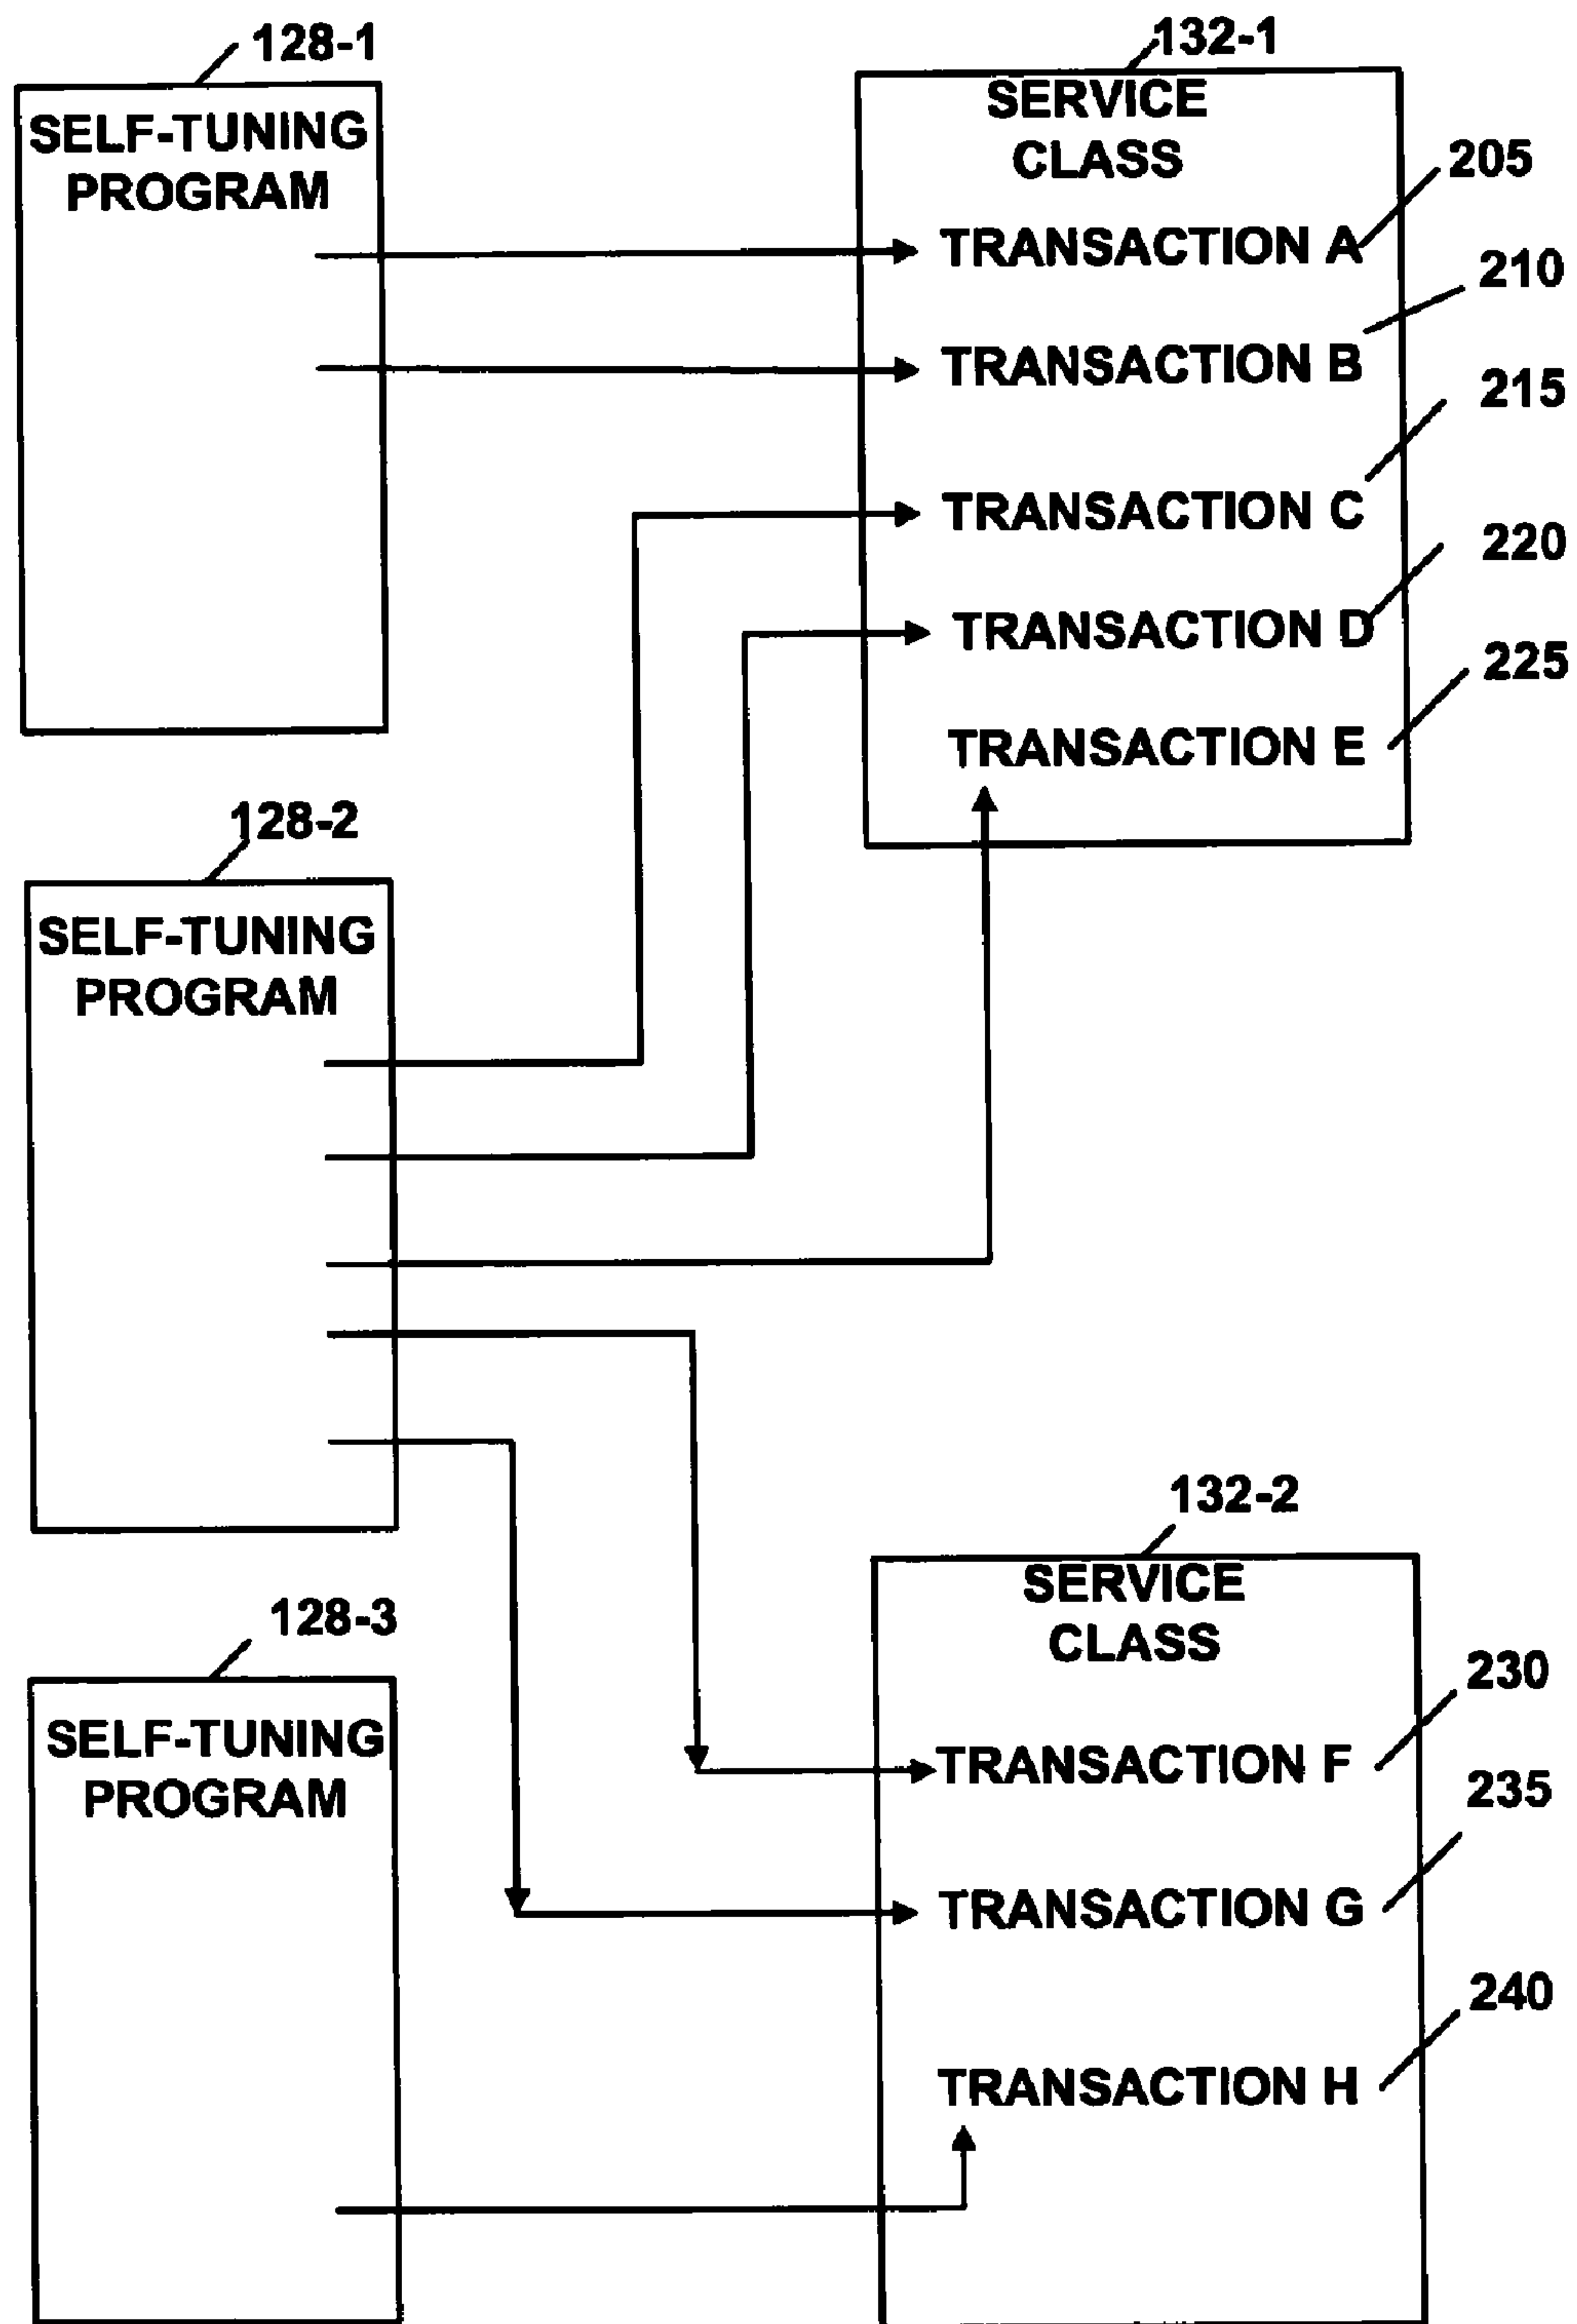 128-1
SELF-TUNING
PROGRAM
132-1
SERVICE
CLASS
TRANSACTION A
205
TRANSACTION B
210
TRANSACTION C
215
TRANSACTION D
220
TRANSACTION E
225
128-2
SELF-TUNING
PROGRAM
128-3
SELF-TUNING
PROGRAM
132-2
SERVICE
CLASS
TRANSACTION F
230
TRANSACTION G
235
TRANSACTION H
240